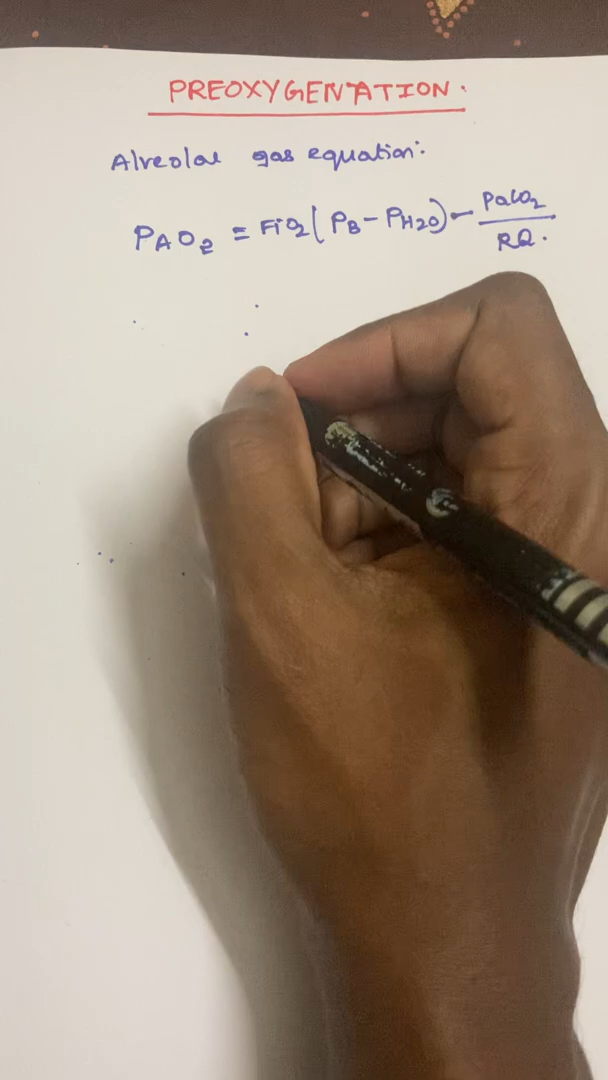 PREOXYGENATION.
Alveolar gas equation:
PAO2 = FiO2(PB-PH2O)- PaCO2/RQ.